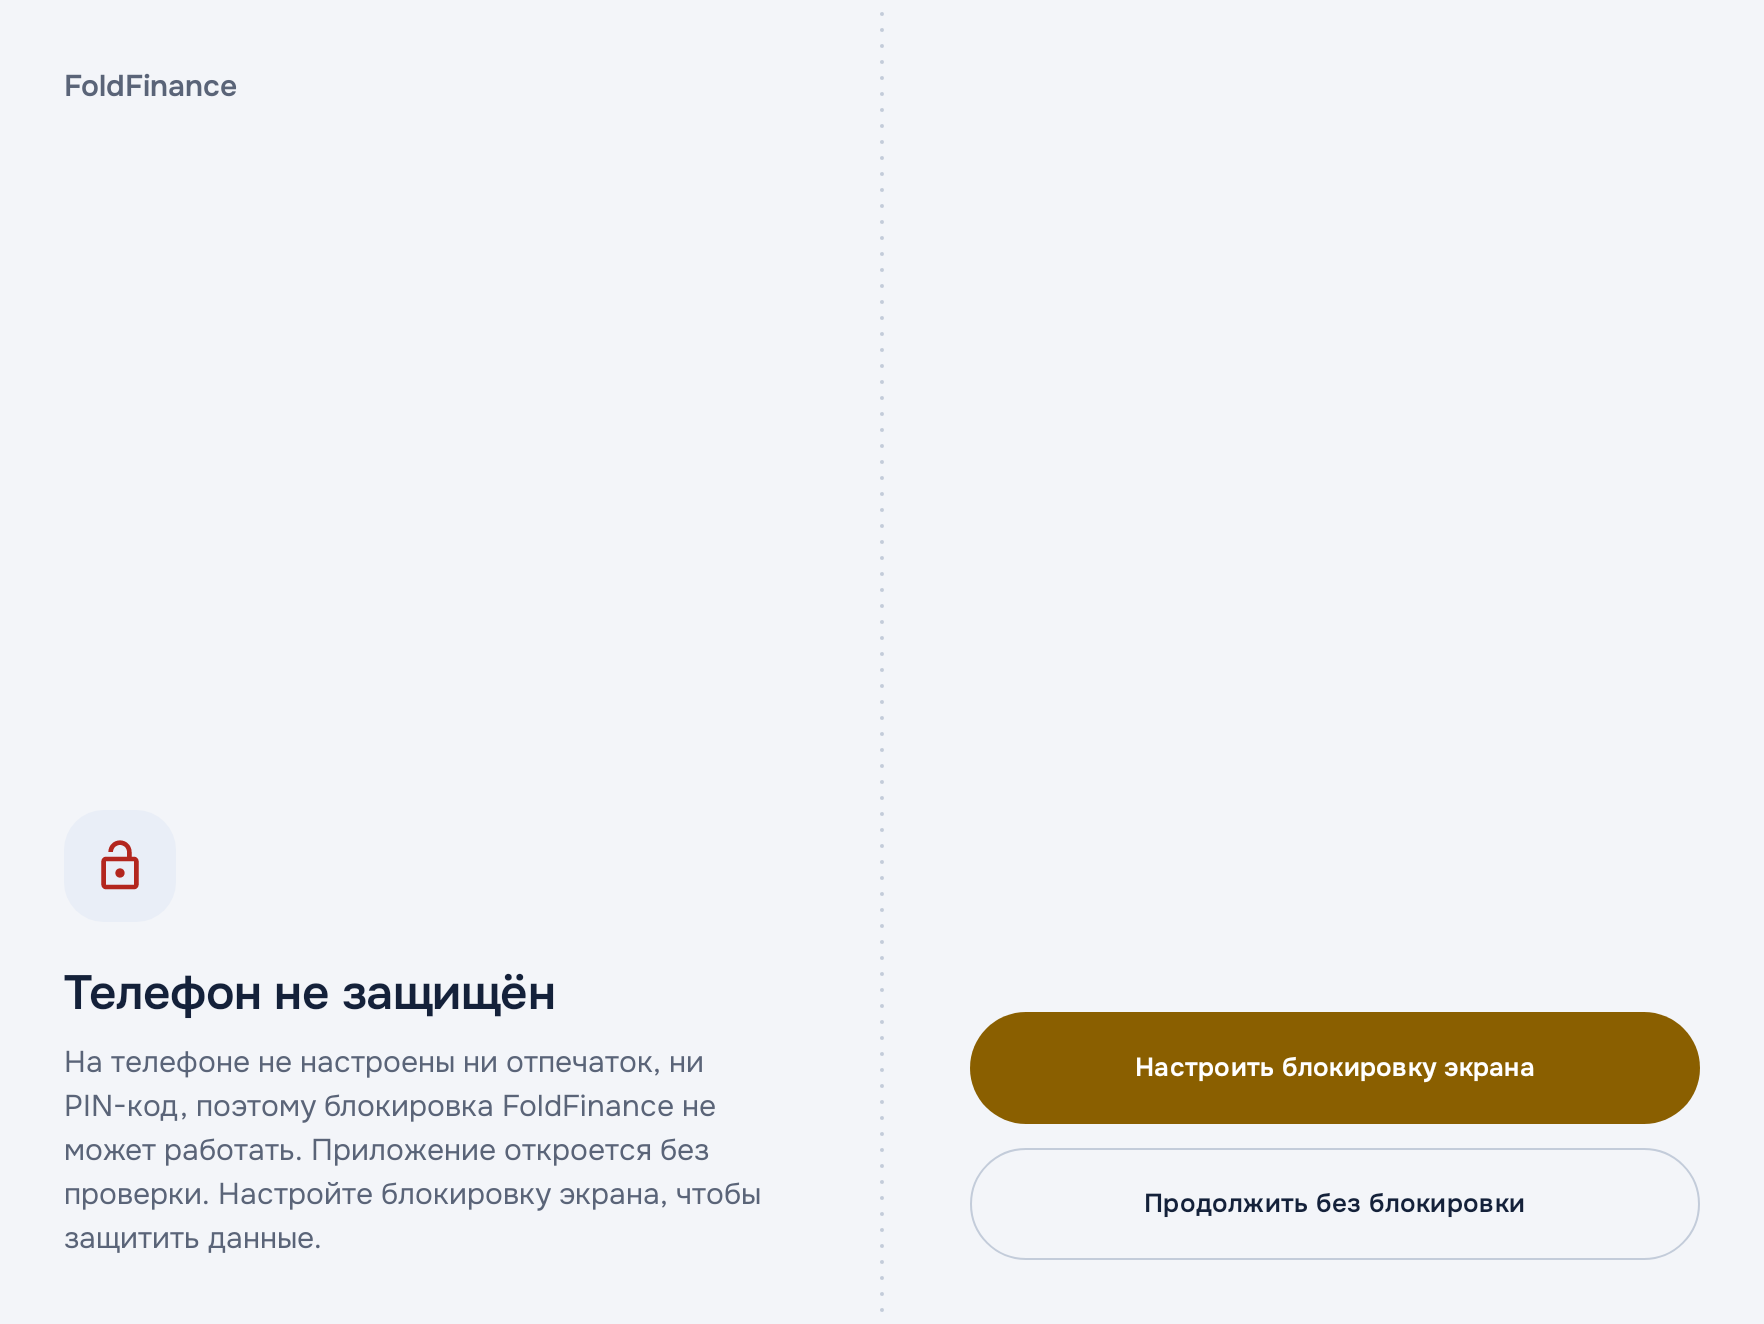 FoldFinance
Телефон не защищён
На телефоне не настроены ни отпечаток, ни
PIN-код, поэтому блокировка FoldFinance не
может работать. Приложение откроется без
проверки. Настройте блокировку экрана, чтобы
защитить данные.
Настроить блокировку экрана
Продолжить без блокировки